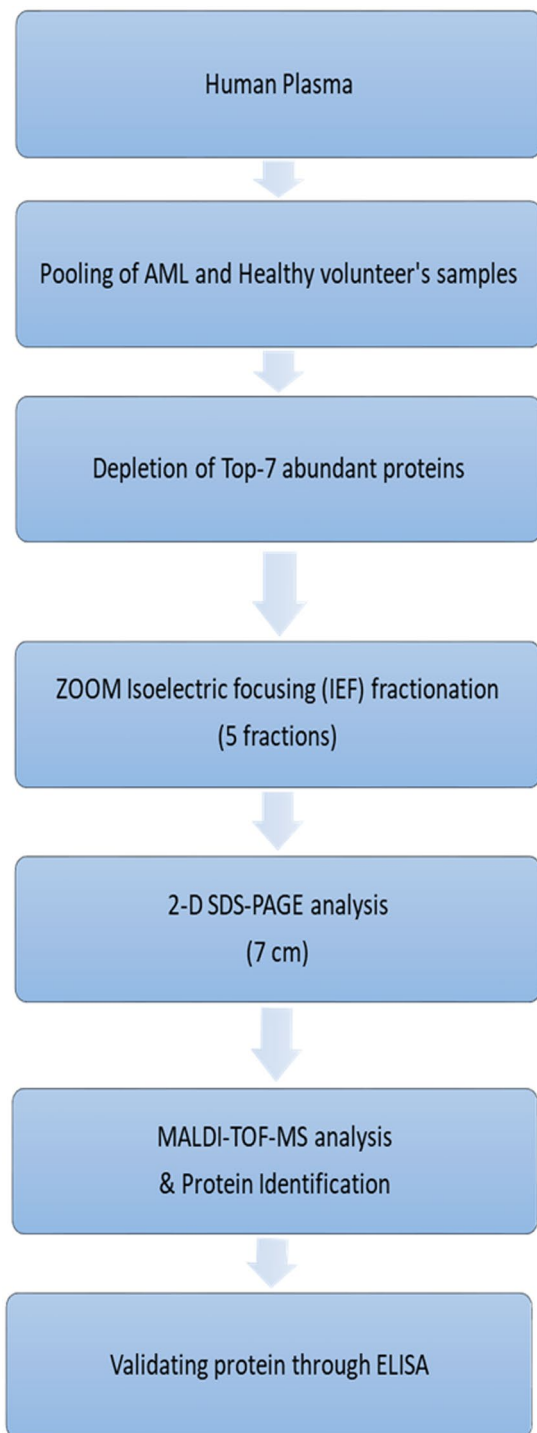 Human Plasma
Pooling of AML and Healthy volunteer's samples
Depletion of Top-7 abundant proteins
ZOOM Isoelectric focusing (IEF) fractionation
(5 fractions)
2-D SDS-PAGE analysis
(7 cm)
MALDI-TOF-MS analysis
& Protein Identification
Validating protein through ELISA